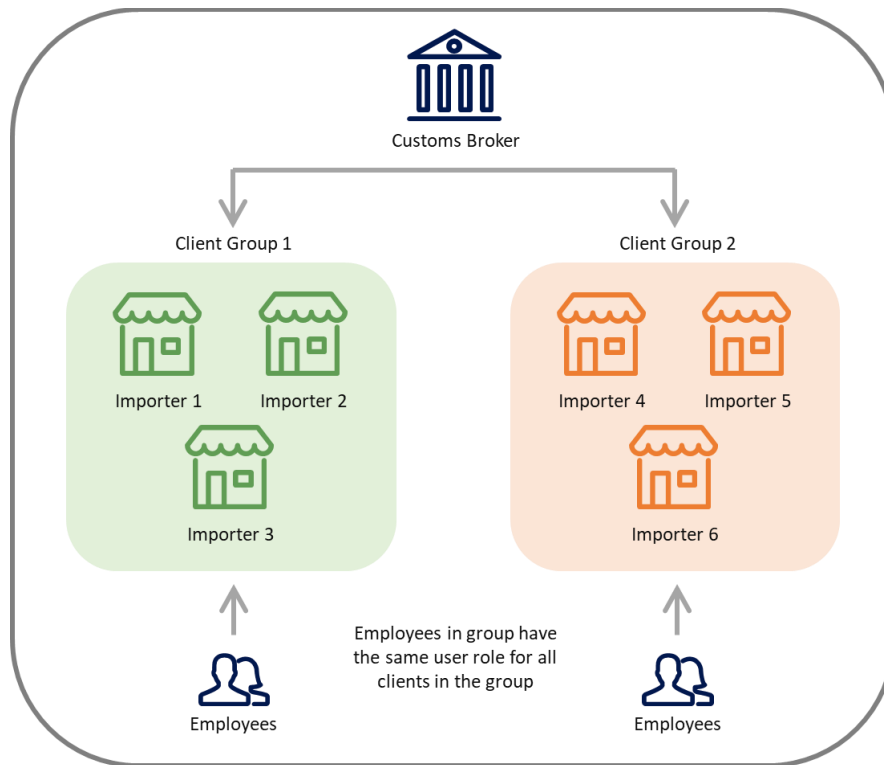 Customs Broker
Client Group 1
Client Group 2
Importer 1
Importer 2
Importer 4
Importer 5
Importer 3
Importer 6
Employees in group have
the same user role for all
clients in the group
Employees
Employees